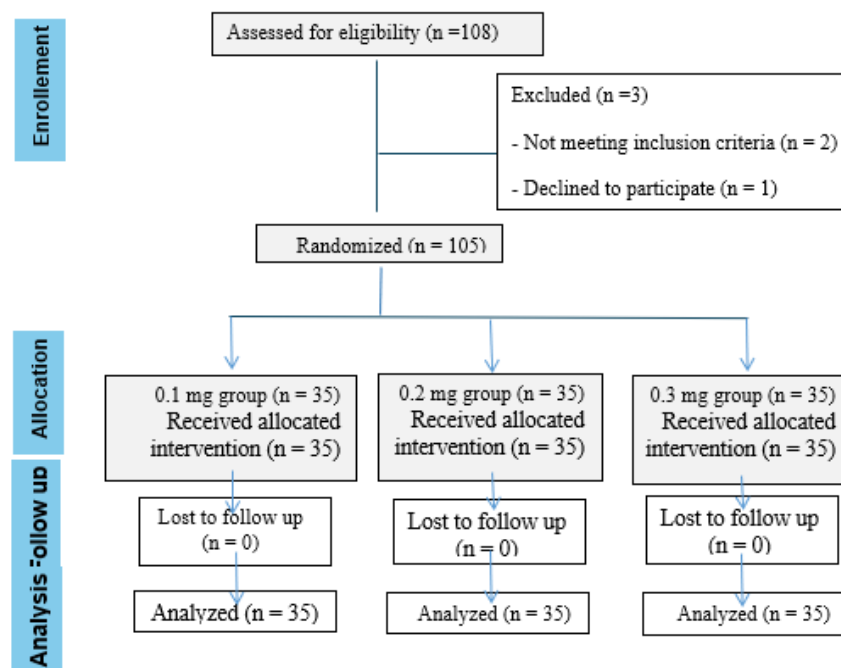 Enrollement
Assessed for eligibility (n =108)
Excluded (n =3)
- Not meeting inclusion criteria (n = 2)
- Declined to participate (n = 1)
Randomized (n = 105)
Allocation
0.1 mg group (n = 35)
Received allocated
intervention (n = 35)
0.2 mg group (n = 35)
Received allocated
intervention (n = 35)
0.3 mg group (n = 35)
Received allocated
intervention (n = 35)
Follow up
Lost to follow up
(n = 0)
Lost to follow up
(n = 0)
Lost to follow up
(n = 0)
Analysis
Analyzed (n = 35)
Analyzed (n = 35)
Analyzed (n = 35)